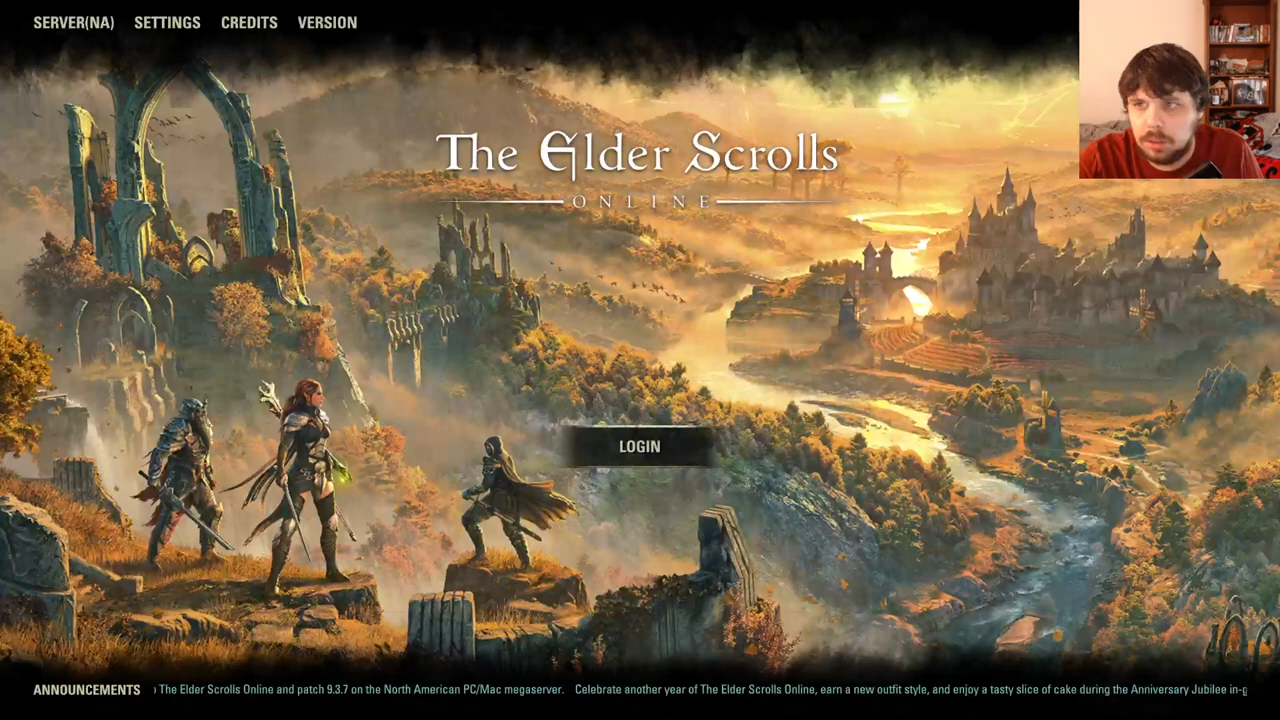 SERVER(NA) SETTINGS CREDITS VERSION
The Elder Scrolls
ONLINE
LOGIN
ANNOUNCEMENTS The Elder Scrolls Online and patch 9.3.7 on the North American PC/Mac megaserver. Celebrate another year of The Elder Scrolls Online, earn a new outfit style, and enjoy a tasty slice of cake during the Anniversary Jubilee in-g